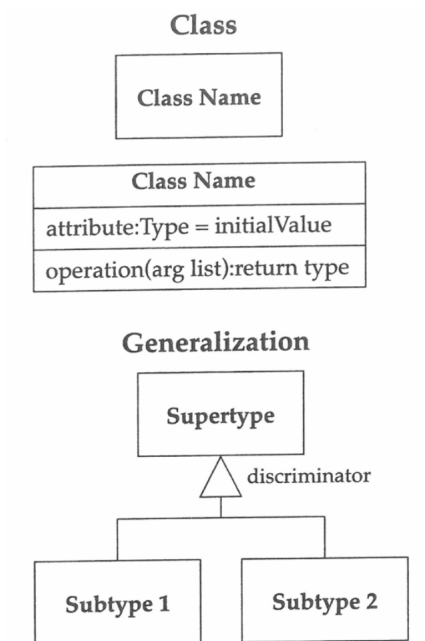 Class
Class Name
Class Name
attribute:Type = initialValue
operation(arg list):return type
Generalization
Supertype
discriminator
Subtype 1
Subtype 2